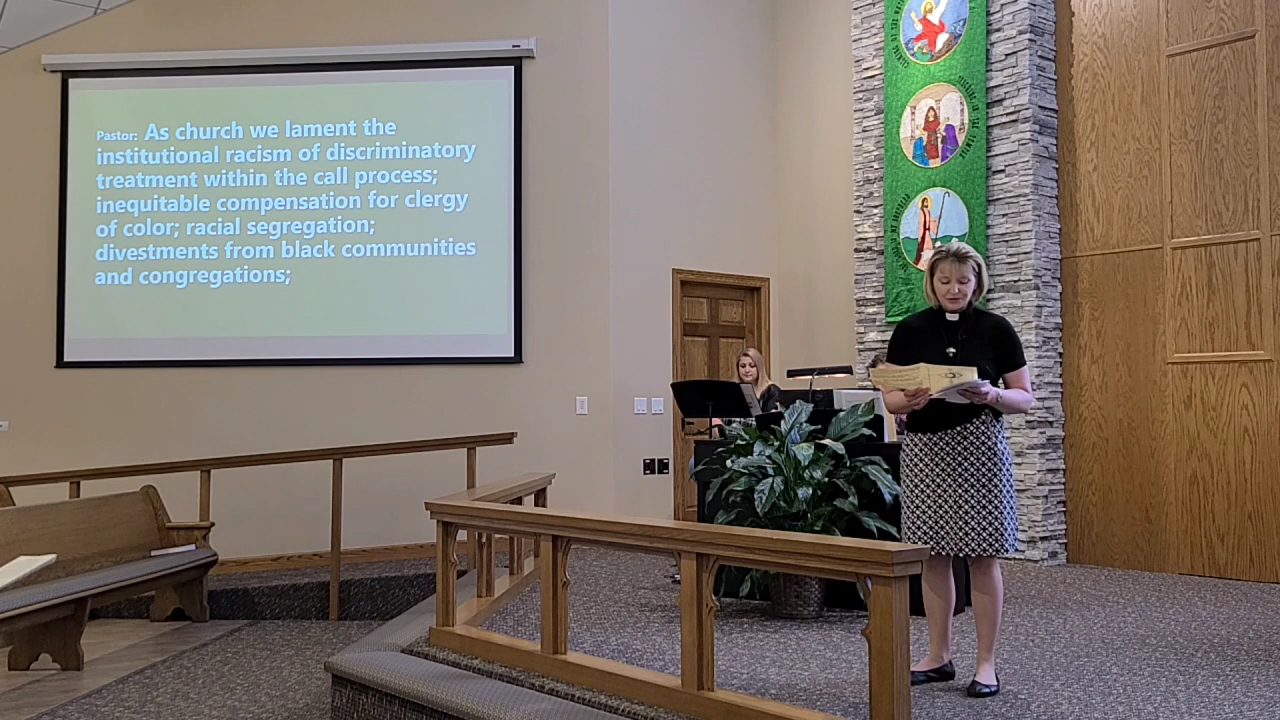 Pastor: As church we lament the
institutional racism of discriminatory
treatment within the call process;
inequitable compensation for clergy
of color; racial segregation;
divestments from black communities
and congregations;